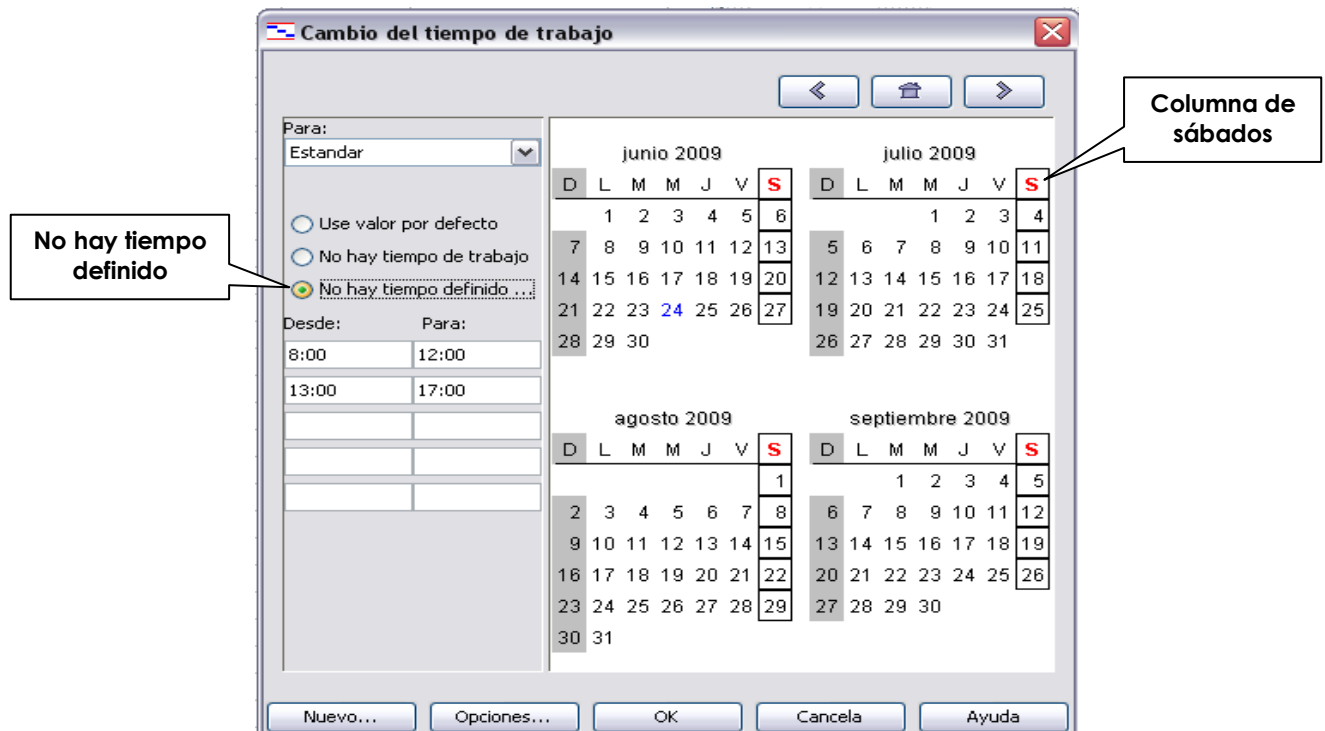 Cambio del tiempo de trabajo
Columna de
sábados
Para:
Estandar
No hay tiempo
definido
Use valor por defecto
No hay tiempo de trabajo
No hay tiempo definido ...
Desde: Para:
8:00 12:00
13:00 17:00
junio 2009
D L M M J V S
1 2 3 4 5 6
7 8 9 10 11 12 13
14 15 16 17 18 19 20
21 22 23 24 25 26 27
28 29 30
julio 2009
D L M M J V S
1 2 3 4
5 6 7 8 9 10 11
12 13 14 15 16 17 18
19 20 21 22 23 24 25
26 27 28 29 30 31
agosto 2009
D L M M J V S
1
2 3 4 5 6 7 8
9 10 11 12 13 14 15
16 17 18 19 20 21 22
23 24 25 26 27 28 29
30 31
septiembre 2009
D L M M J V S
1 2 3 4 5
6 7 8 9 10 11 12
13 14 15 16 17 18 19
20 21 22 23 24 25 26
27 28 29 30
Nuevo... Opciones... OK Cancela Ayuda